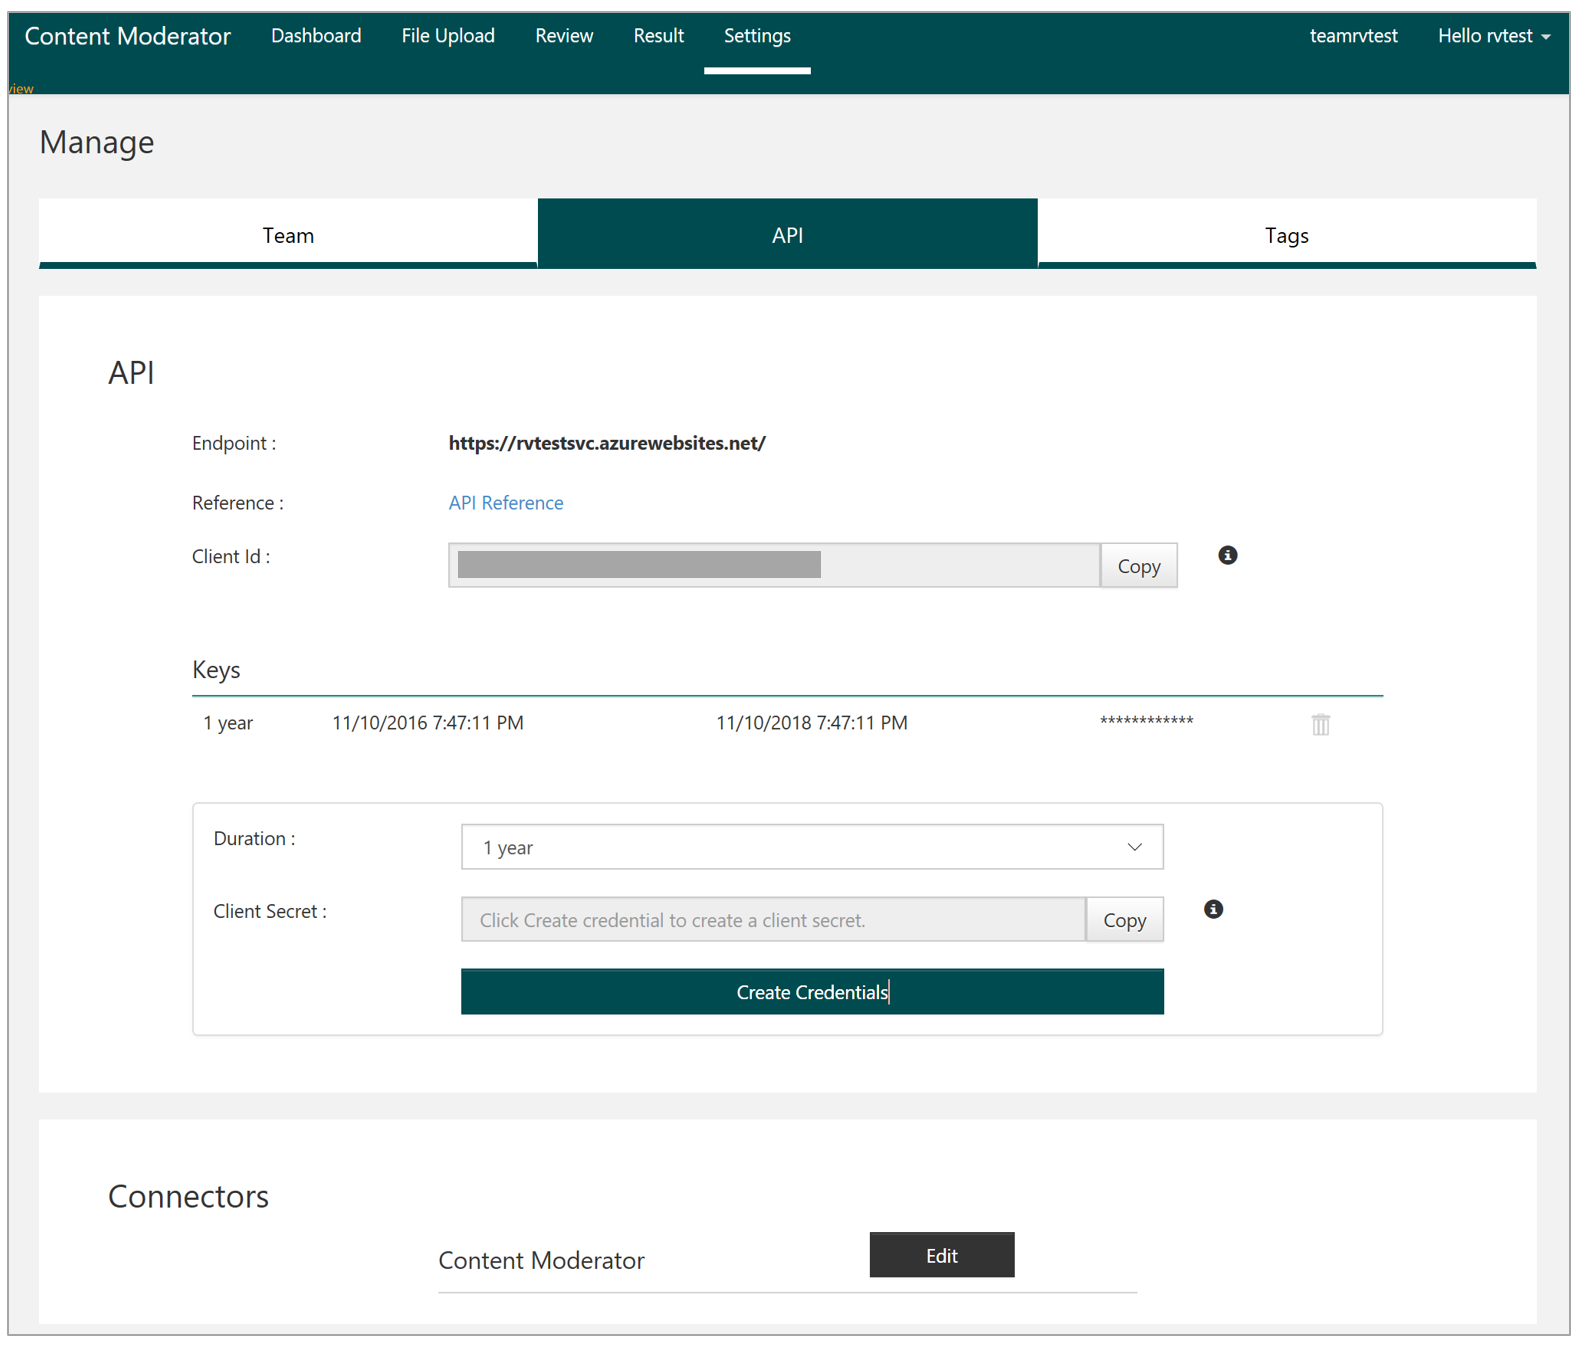 Content Moderator Dashboard File Upload Review Result Settings teamrvtest Hello rvtest
view
Manage
Team API Tags
API
Endpoint : https://rvtestsvc.azurewebsites.net/
Reference : API Reference
Client Id : Copy
Keys
1 year 11/10/2016 7:47:11 PM 11/10/2018 7:47:11 PM ************
Duration : 1 year
Client Secret : Click Create credential to create a client secret. Copy
Create Credentials
Connectors
Content Moderator Edit